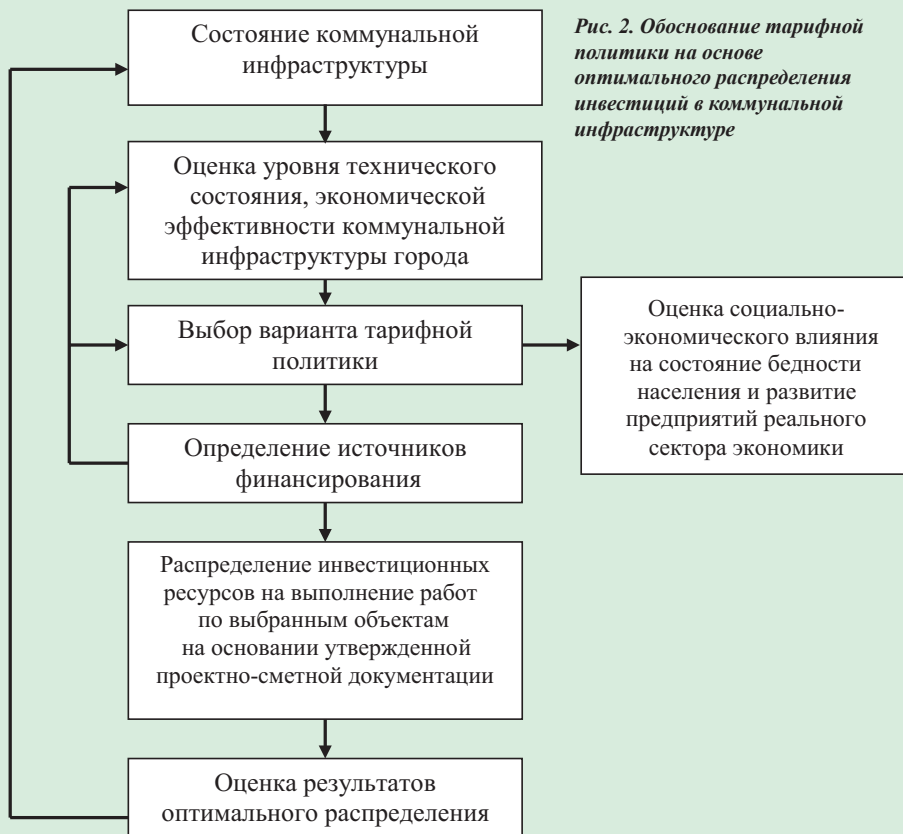 Состояние коммунальной
инфраструктуры
Рис. 2. Обоснование тарифной
политики на основе
оптимального распределения
инвестиций в коммунальной
инфраструктуре
Оценка уровня технического
состояния, экономической
эффективности коммунальной
инфраструктуры города
Выбор варианта тарифной
политики
Оценка социально-
экономического влияния
на состояние бедности
населения и развитие
предприятий реального
сектора экономики
Определение источников
финансирования
Распределение инвестиционных
ресурсов на выполнение работ
по выбранным объектам
на основании утвержденной
проектно-сметной документации
Оценка результатов
оптимального распределения